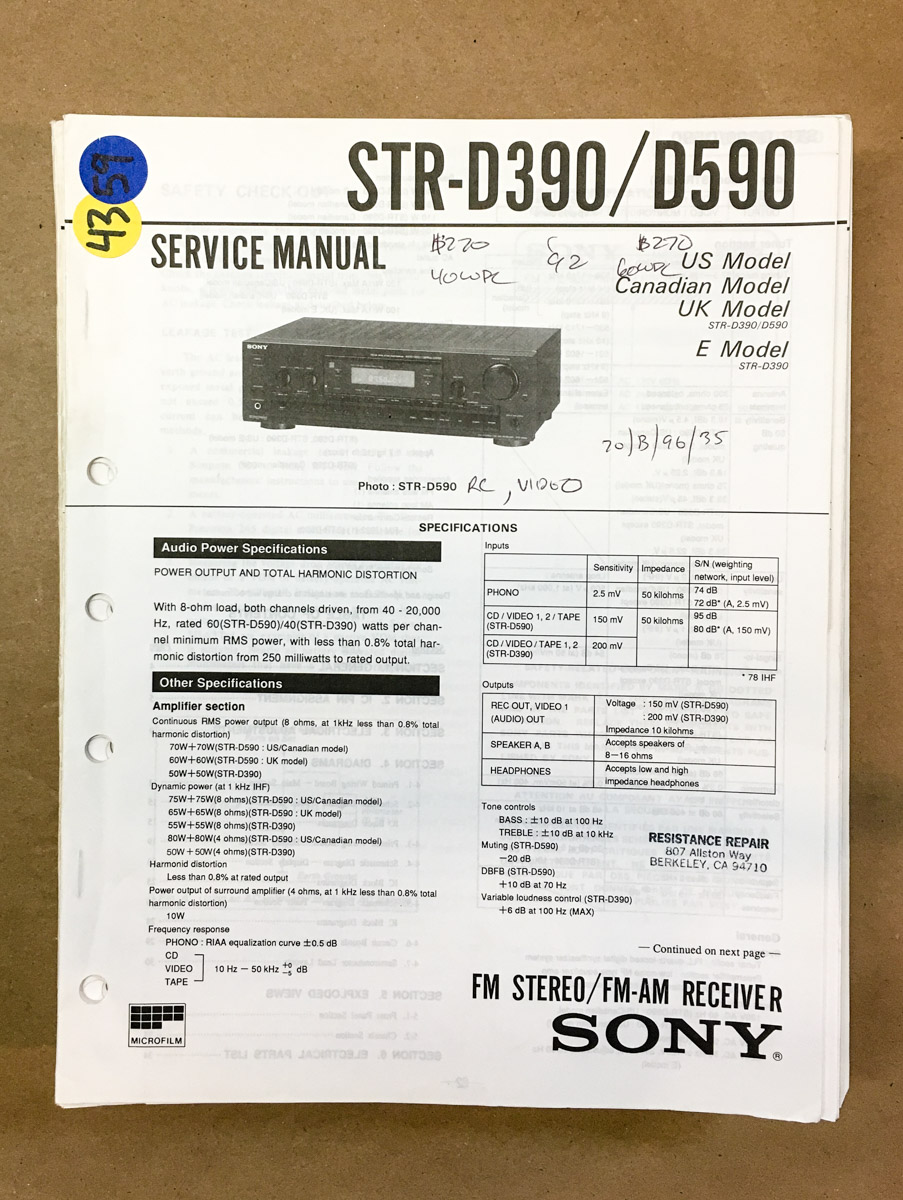 59
43
STR-D390/D590
SERVICE MANUAL
$220 92 $270
40WPC 60WPC
US Model
Canadian Model
UK Model
STR-D390/D590
E Model
STR-D390
SONY
70/B/96/35
Photo : STR-D590 RC, VIDEO
SPECIFICATIONS
Audio Power Specifications
POWER OUTPUT AND TOTAL HARMONIC DISTORTION
With 8-ohm load, both channels driven, from 40 - 20,000
Hz, rated 60(STR-D590)/40(STR-D390) watts per chan-
nel minimum RMS power, with less than 0.8% total har-
monic distortion from 250 milliwatts to rated output.
Other Specifications
Amplifier section
Continuous RMS power output (8 ohms, at 1kHz less than 0.8% total
harmonic distortion)
70W+70W(STR-D590 : US/Canadian model)
60W+60W(STR-D590 : UK model)
50W+50W(STR-D390)
Dynamic power (at 1 kHz IHF)
75W+75W(8 ohms)(STR-D590 : US/Canadian model)
65W+65W(8 ohms)(STR-D590 : UK model)
55W+55W(8 ohms)(STR-D390)
80W+80W(4 ohms)(STR-D590 : US/Canadian model)
50W+50W(4 ohms)(STR-D390)
Harmonid distortion
Less than 0.8% at rated output
Power output of surround amplifier (4 ohms, at 1 kHz less than 0.8% total
harmonic distortion)
10W
Frequency response
PHONO : RIAA equalization curve ±0.5 dB
CD
VIDEO 10 Hz — 50 kHz +0 -5 dB
TAPE
MICROFILM
Inputs
Sensitivity Impedance S/N (weighting
network, input level)
PHONO 2.5 mV 50 kilohms 74 dB
72 dB* (A, 2.5 mV)
CD / VIDEO 1, 2 / TAPE
(STR-D590) 150 mV 50 kilohms 95 dB
80 dB* (A, 150 mV)
CD / VIDEO / TAPE 1, 2
(STR-D390) 200 mV
* 78 IHF
Outputs
REC OUT, VIDEO 1
(AUDIO) OUT Voltage : 150 mV (STR-D590)
: 200 mV (STR-D390)
Impedance 10 kilohms
SPEAKER A, B Accepts speakers of
8–16 ohms
HEADPHONES Accepts low and high
impedance headphones
Tone controls
BASS : ±10 dB at 100 Hz
TREBLE : ±10 dB at 10 kHz
Muting (STR-D590)
—20 dB
DBFB (STR-D590)
+10 dB at 70 Hz
Variable loudness control (STR-D390)
+6 dB at 100 Hz (MAX)
RESISTANCE REPAIR
807 Allston Way
BERKELEY, CA 94710
— Continued on next page —
FM STEREO/FM-AM RECEIVER
SONY®